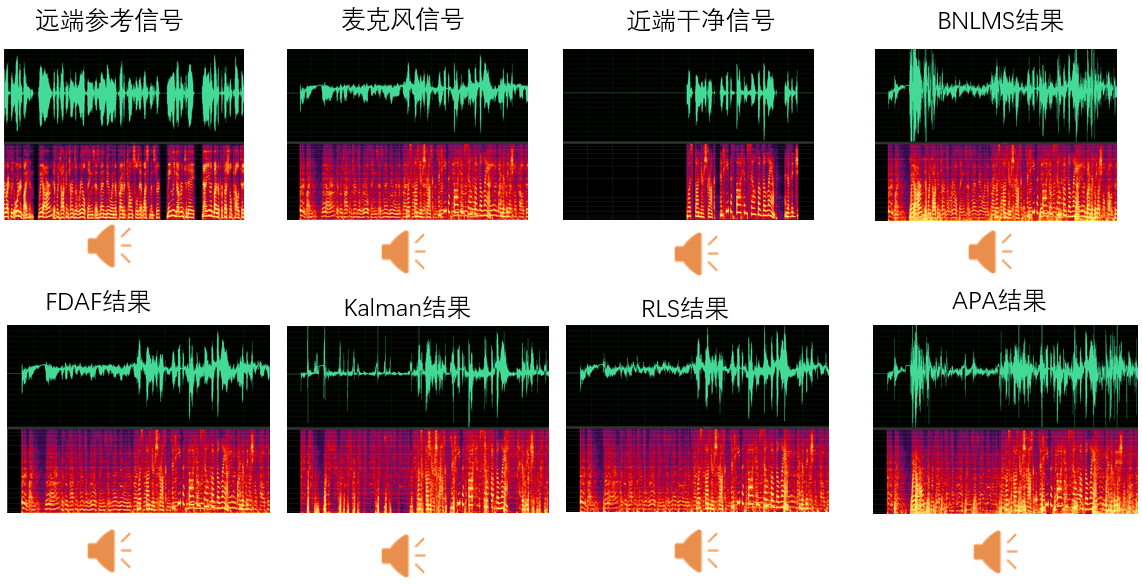 远端参考信号
麦克风信号
近端干净信号
BNLMS结果
FDAF结果
Kalman结果
RLS结果
APA结果